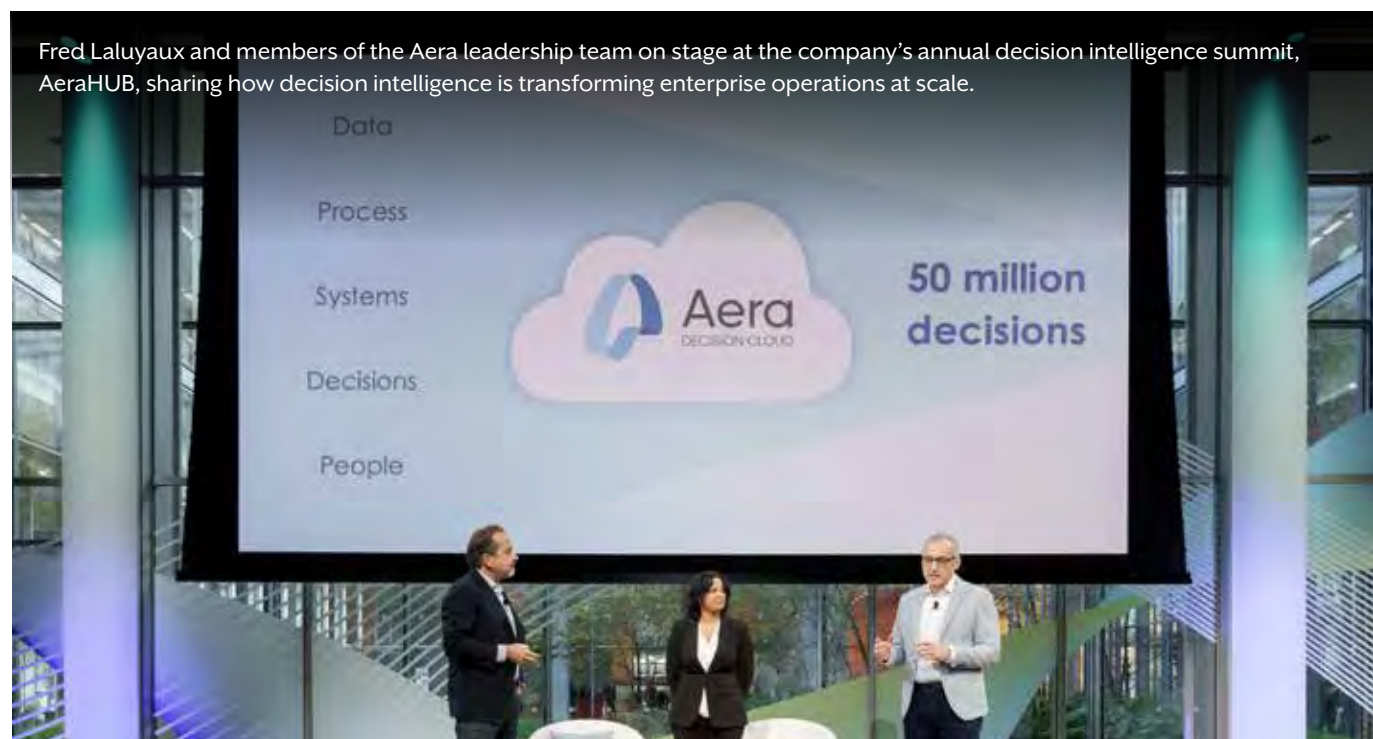 Fred Laluyaux and members of the Aera leadership team on stage at the company’s annual decision intelligence summit,
AeraHUB, sharing how decision intelligence is transforming enterprise operations at scale.
Data
Process
Systems
Decisions
People
Aera
DECISION CLOUD
50 million
decisions